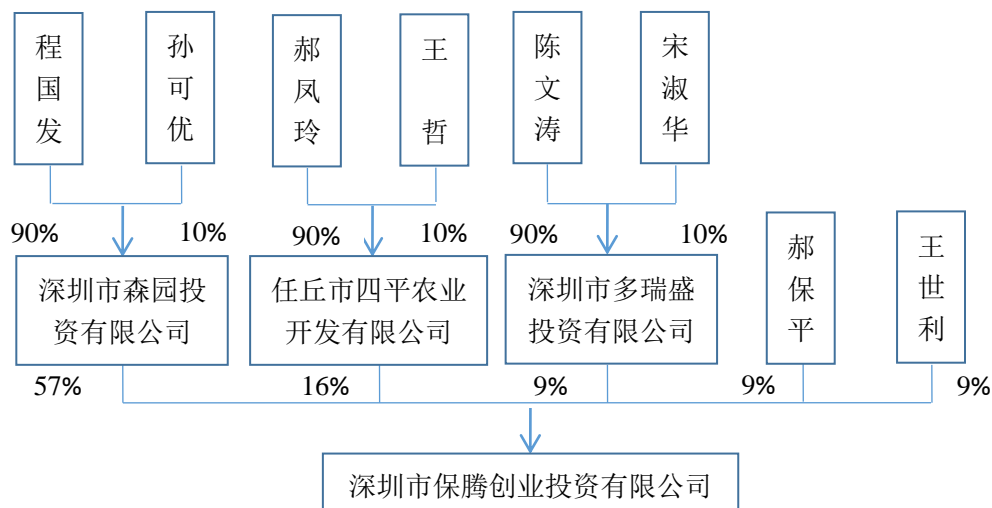 程国发
孙可优
郝凤玲
王 哲
陈文涛
宋淑华
90%
10%
90%
10%
90%
10%
深圳市森园投
资有限公司
任丘市四平农业
开发有限公司
深圳市多瑞盛
投资有限公司
郝保平
王世利
57%
16%
9%
9%
9%
深圳市保腾创业投资有限公司